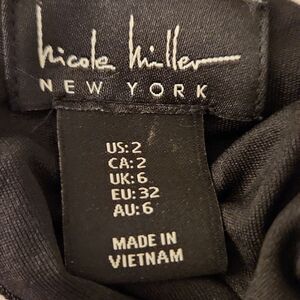 nicole miller
NEW YORK
US: 2
CA: 2
UK: 6
EU: 32
AU: 6
MADE IN
VIETNAM